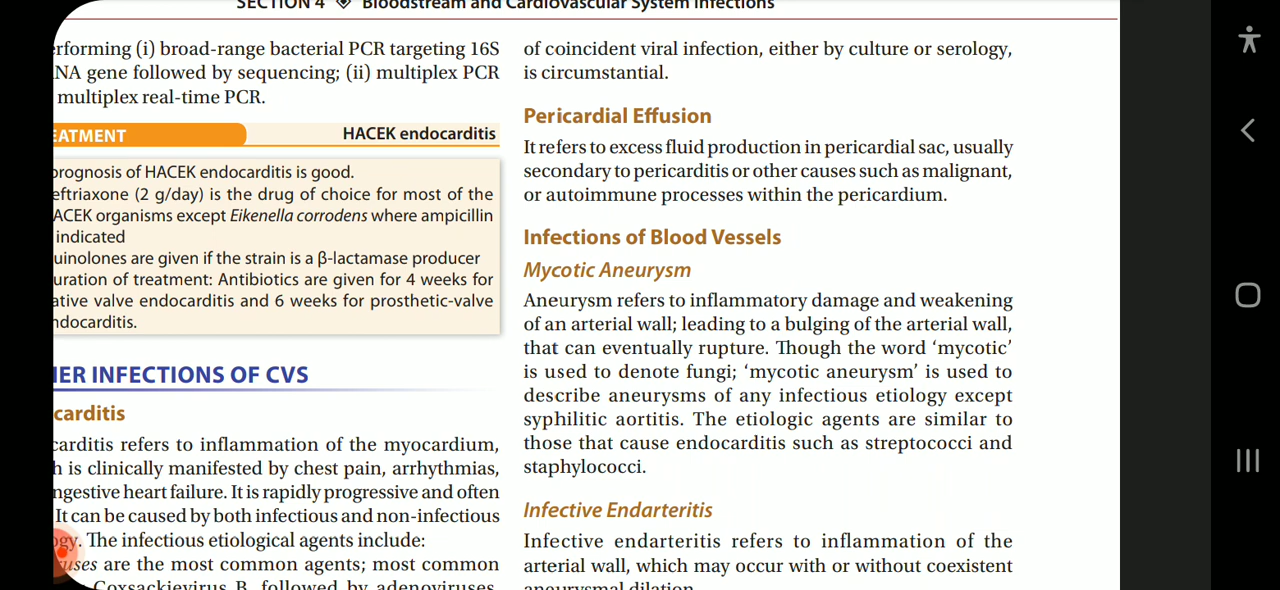 SECTION 4 ❖ Bloodstream and Cardiovascular System Infections
erforming (i) broad-range bacterial PCR targeting 16S
NA gene followed by sequencing; (ii) multiplex PCR
multiplex real-time PCR.
EATMENT HACEK endocarditis
prognosis of HACEK endocarditis is good.
eftriaxone (2 g/day) is the drug of choice for most of the
ACEK organisms except Eikenella corrodens where ampicillin
indicated
uinolones are given if the strain is a β-lactamase producer
uration of treatment: Antibiotics are given for 4 weeks for
ative valve endocarditis and 6 weeks for prosthetic-valve
ndocarditis.
HER INFECTIONS OF CVS
carditis
carditis refers to inflammation of the myocardium,
h is clinically manifested by chest pain, arrhythmias,
ngestive heart failure. It is rapidly progressive and often
It can be caused by both infectious and non-infectious
ogy. The infectious etiological agents include:
uses are the most common agents; most common
Coxsackievirus B, followed by adenoviruses,
of coincident viral infection, either by culture or serology,
is circumstantial.
Pericardial Effusion
It refers to excess fluid production in pericardial sac, usually
secondary to pericarditis or other causes such as malignant,
or autoimmune processes within the pericardium.
Infections of Blood Vessels
Mycotic Aneurysm
Aneurysm refers to inflammatory damage and weakening
of an arterial wall; leading to a bulging of the arterial wall,
that can eventually rupture. Though the word ‘mycotic’
is used to denote fungi; ‘mycotic aneurysm’ is used to
describe aneurysms of any infectious etiology except
syphilitic aortitis. The etiologic agents are similar to
those that cause endocarditis such as streptococci and
staphylococci.
Infective Endarteritis
Infective endarteritis refers to inflammation of the
arterial wall, which may occur with or without coexistent
aneurysmal dilation.